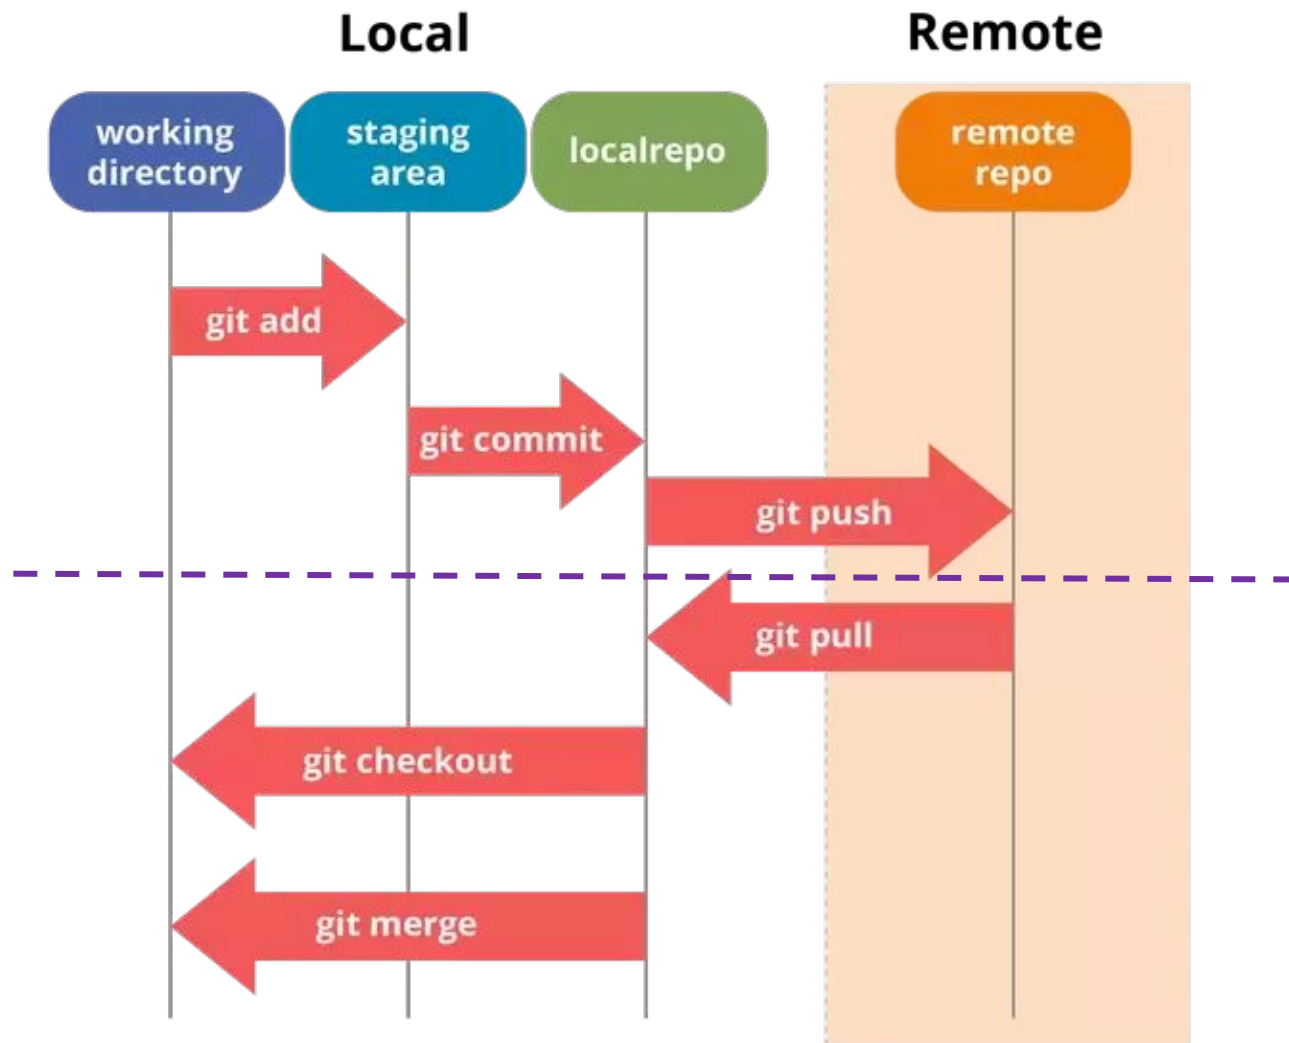 Local
Remote
working
directory
staging
area
localrepo
remote
repo
git add
git commit
git push
git pull
git checkout
git merge